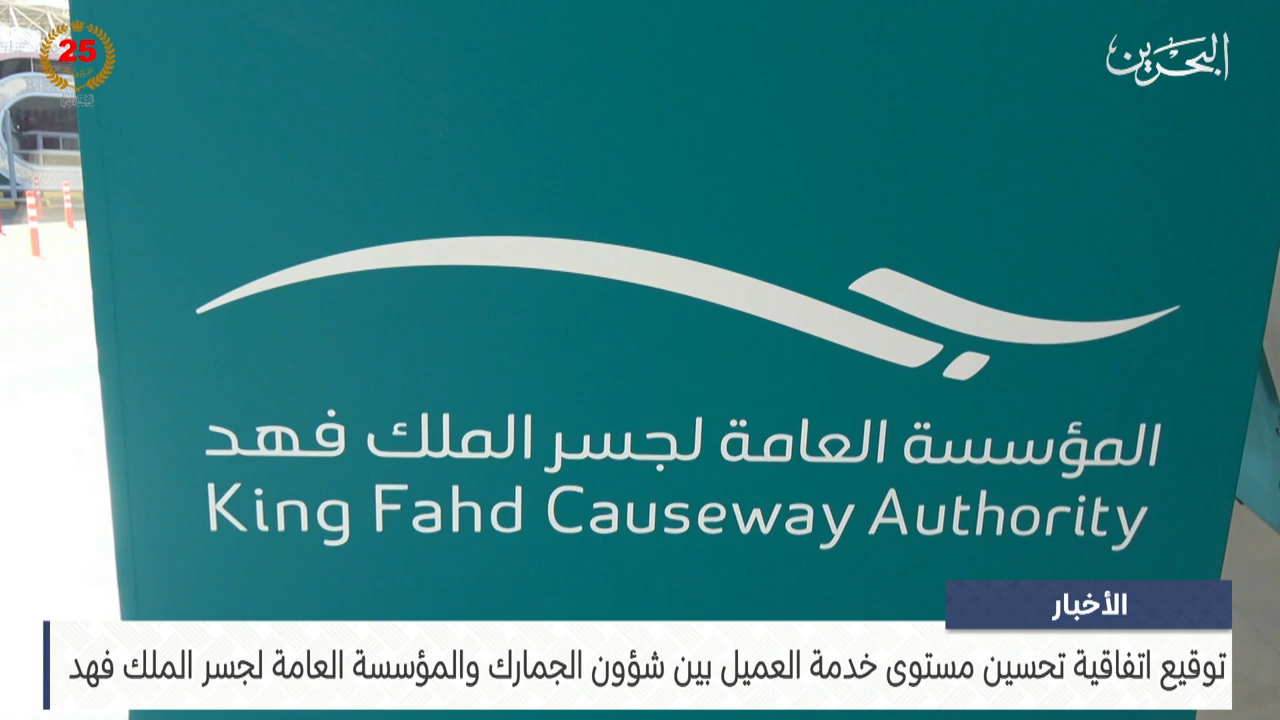 25
البحرين
المؤسسة العامة لجسر الملك فهد
King Fahd Causeway Authority
الأخبار
توقيع اتفاقية تحسين مستوى خدمة العميل بين شؤون الجمارك والمؤسسة العامة لجسر الملك فهد